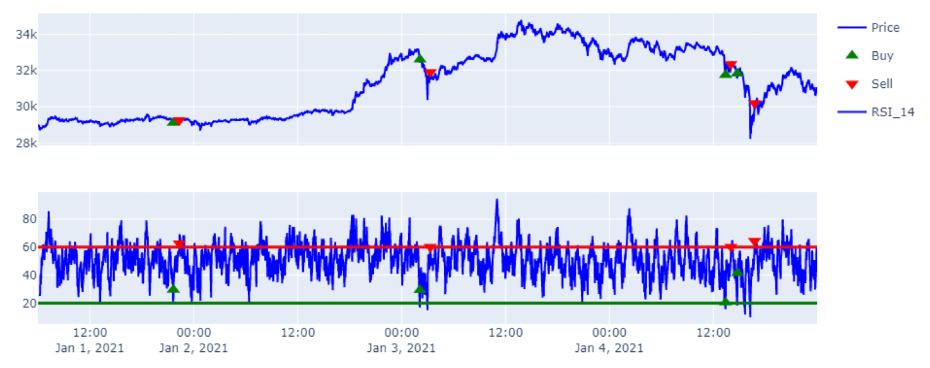 34k
32k
30k
28k
Price
Buy
Sell
RSI_14
80
60
40
20
12:00 00:00 12:00 00:00 12:00 00:00 12:00
Jan 1, 2021 Jan 2, 2021 Jan 3, 2021 Jan 4, 2021